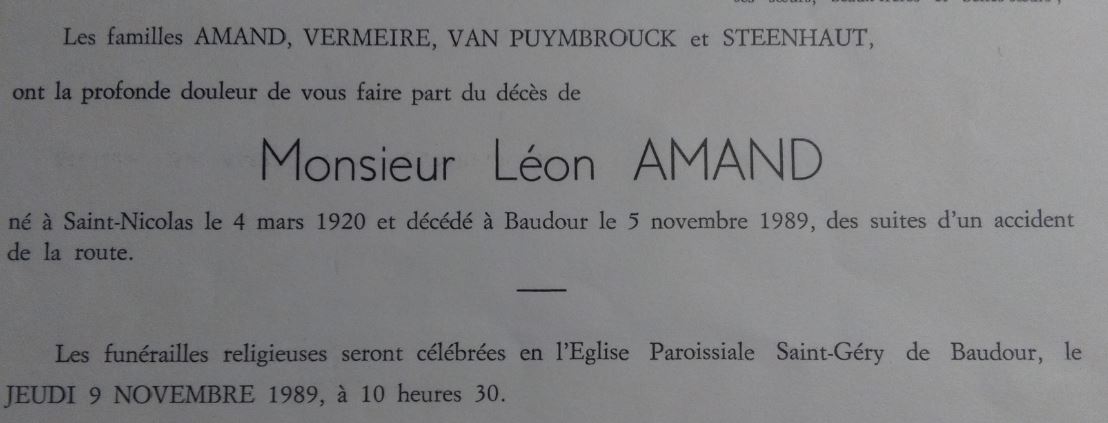 Les familles AMAND, VERMEIRE, VAN PUYMBROUCK et STEENHAUT,
ont la profonde douleur de vous faire part du décès de
Monsieur Léon AMAND
né à Saint-Nicolas le 4 mars 1920 et décédé à Baudour le 5 novembre 1989, des suites d'un accident
de la route.
Les funérailles religieuses seront célébrées en l'Eglise Paroissiale Saint-Géry de Baudour, le
JEUDI 9 NOVEMBRE 1989, à 10 heures 30.